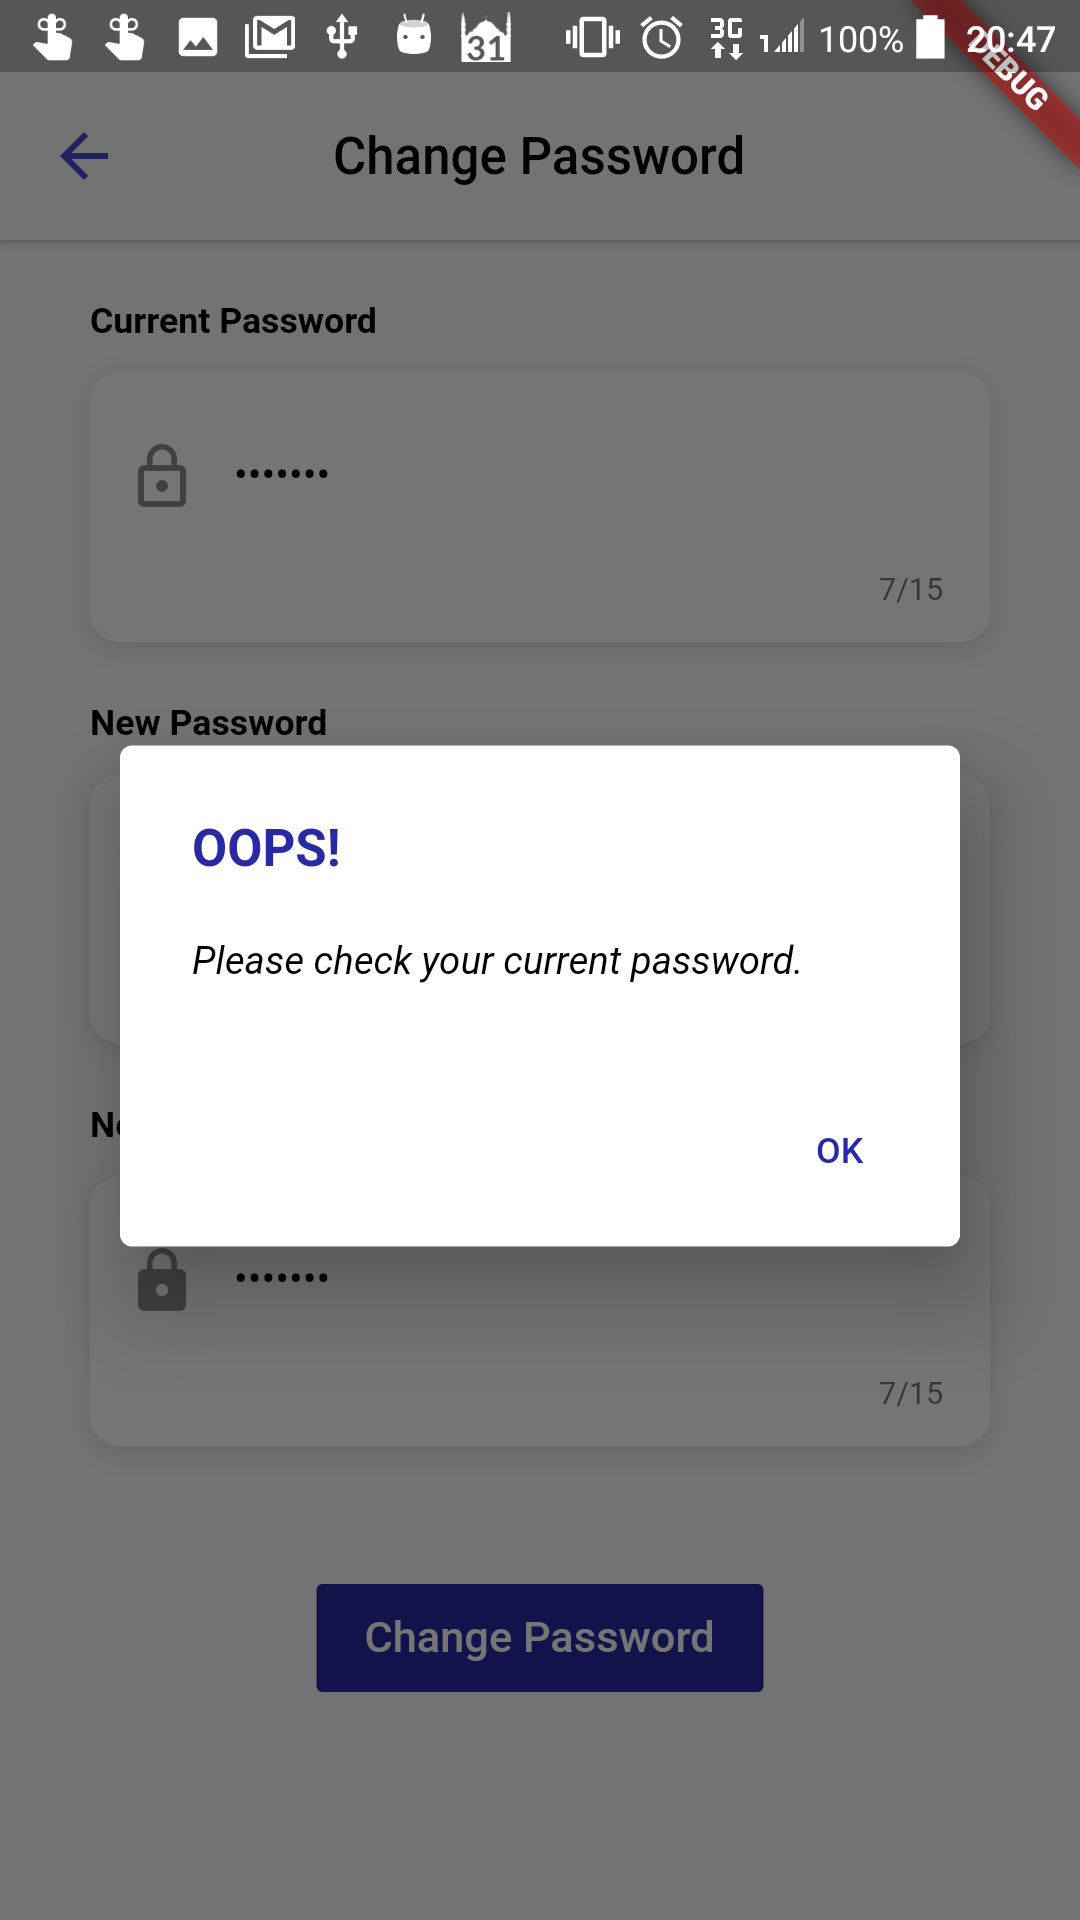 31 3G 1 100% 20:47
DEBUG
Change Password
Current Password
•••••••
7/15
New Password
OOPS!
Please check your current password.
OK
•••••••
7/15
Change Password